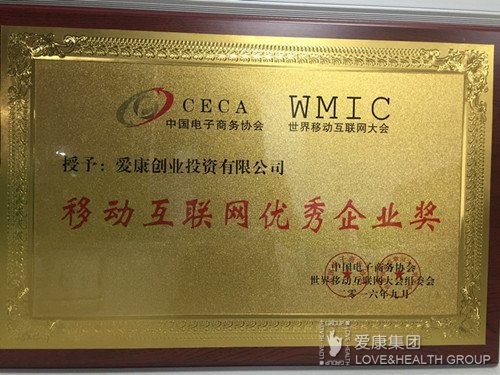 CECA
中国电子商务协会
WMIC
世界移动互联网大会
授予：爱康创业投资有限公司
移动互联网优秀企业奖
中国电子商务协会
世界移动互联网大会组委会
二〇一六年九月
爱康集团
LOVE&HEALTH GROUP